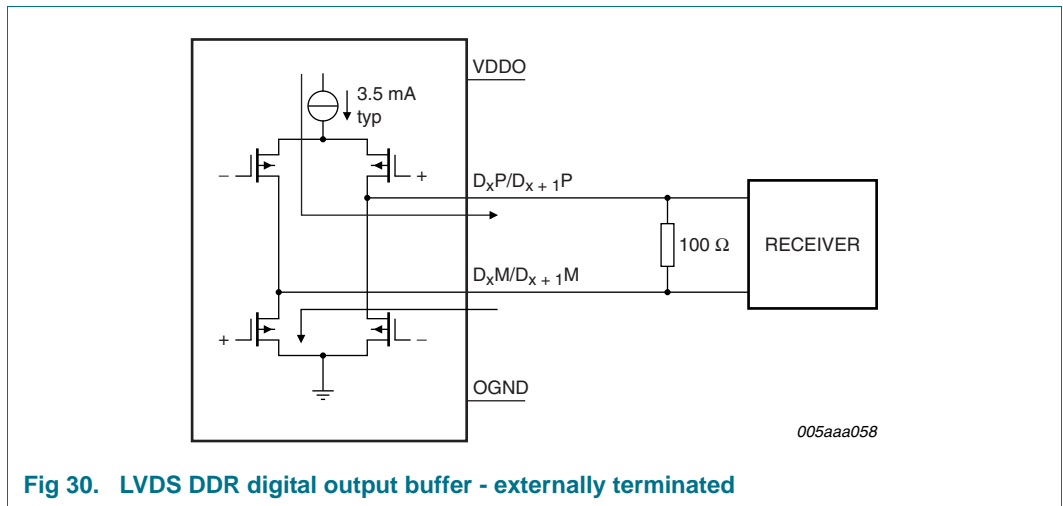 VDDO
3.5 mA
typ
− +
DxP/Dx + 1P
100 Ω
RECEIVER
DxM/Dx + 1M
+ −
OGND
005aaa058
Fig 30. LVDS DDR digital output buffer - externally terminated